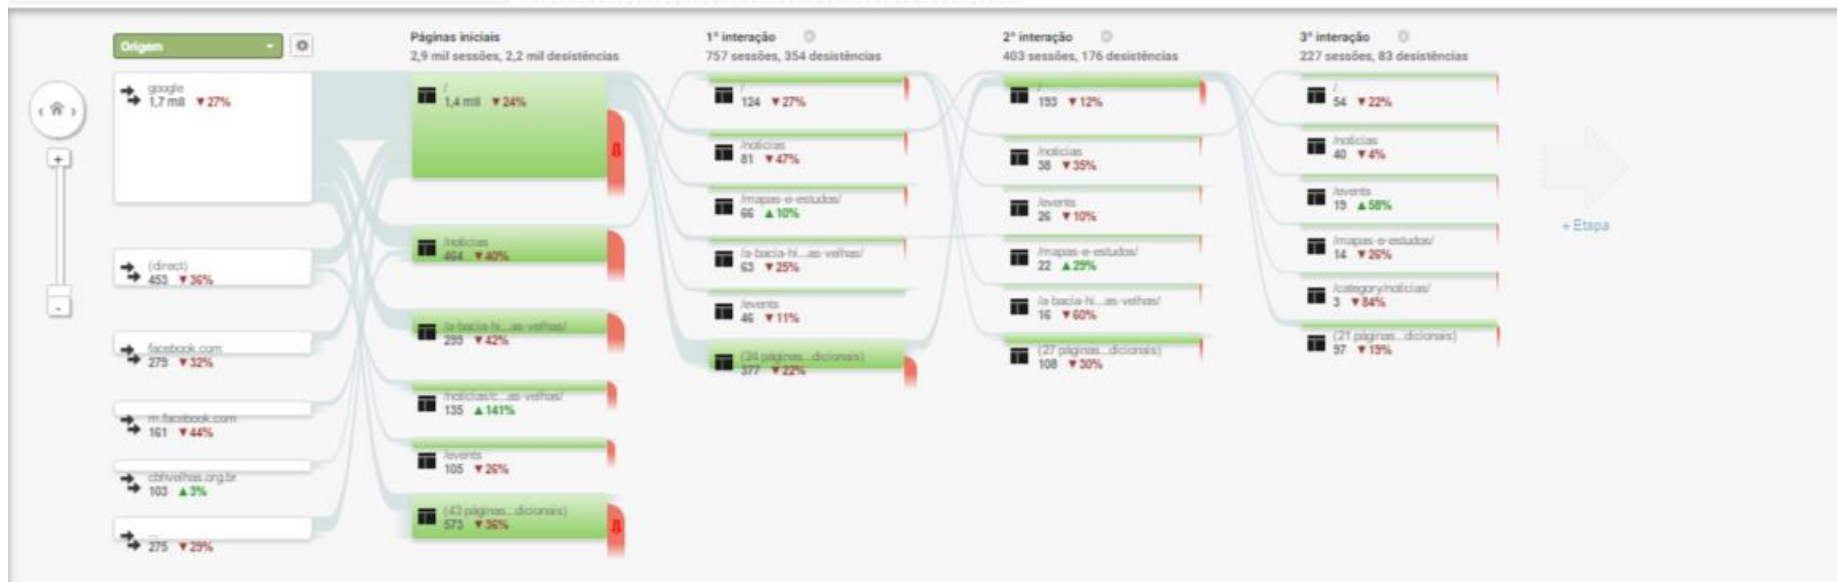 Origem
google
1,7 mil ▼27%
(direct)
453 ▼36%
facebook.com
279 ▼32%
m.facebook.com
161 ▼44%
cbhvelhas.org.br
103 ▲3%
...
275 ▼29%
Páginas iniciais
2,9 mil sessões, 2,2 mil desistências
/
1,4 mil ▼24%
/noticias
464 ▼40%
/a-bacia-hi...as-velhas/
299 ▼42%
/noticias/c...as-velhas/
135 ▲141%
/events
105 ▼26%
(43 páginas...dicionais)
573 ▼36%
1ª interação
757 sessões, 354 desistências
/
124 ▼27%
/noticias
81 ▼47%
/mapas-e-estudos/
66 ▲10%
/a-bacia-hi...as-velhas/
63 ▼25%
/events
46 ▼11%
(24 páginas...dicionais)
377 ▼22%
2ª interação
403 sessões, 176 desistências
/
193 ▼12%
/noticias
38 ▼35%
/events
26 ▼10%
/mapas-e-estudos/
22 ▲29%
/a-bacia-hi...as-velhas/
16 ▼60%
(27 páginas...dicionais)
108 ▼30%
3ª interação
227 sessões, 83 desistências
/
54 ▼22%
/noticias
40 ▼4%
/events
19 ▲58%
/mapas-e-estudos/
14 ▼26%
/category/noticias/
3 ▼84%
(21 páginas...dicionais)
97 ▼19%
+ Etapa